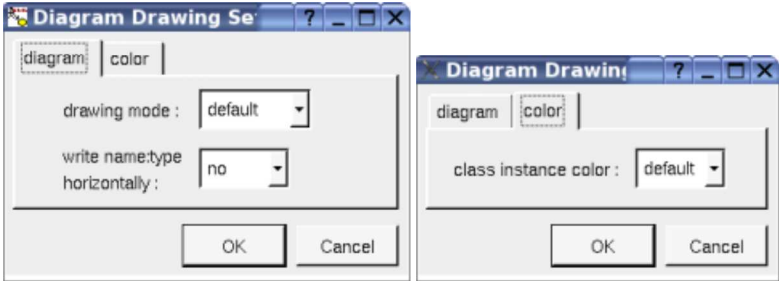 Diagram Drawing Se
diagram color
drawing mode : default
write name:type
horizontally : no
OK Cancel
Diagram Drawing
diagram color
class instance color : default
OK Cancel